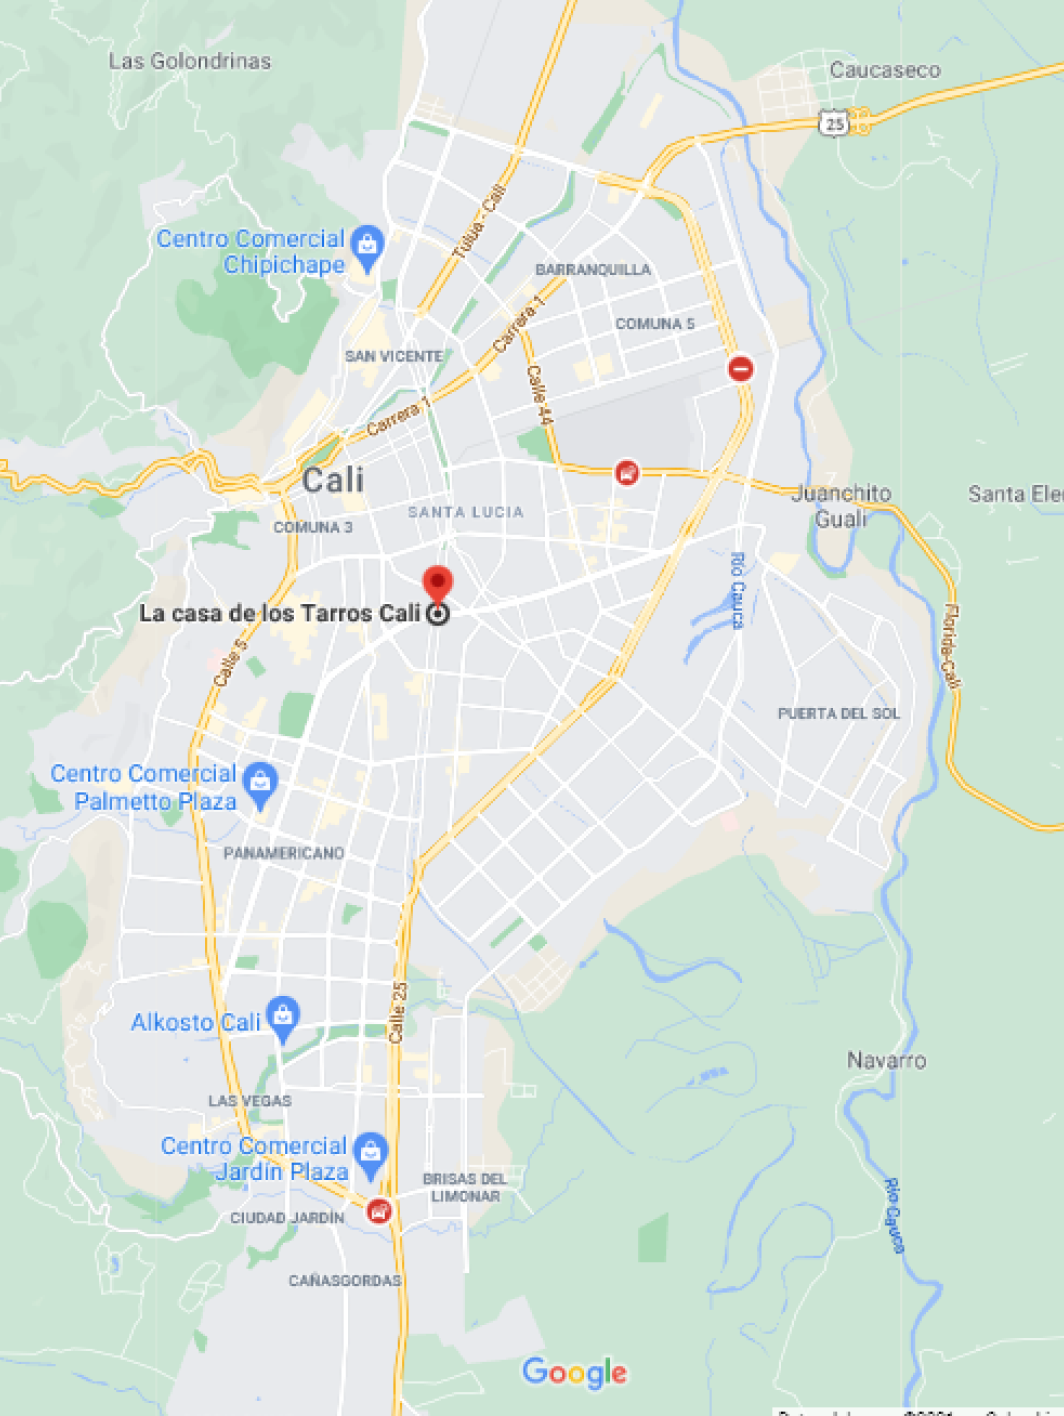 Las Golondrinas
Caucaseco
25
Tulua - Cali
Centro Comercial
Chipichape
BARRANQUILLA
Carrera 1
COMUNA 5
SAN VICENTE
Calle 44
Carrera 1
Cali
Juanchito
Guali
Santa Ele
SANTA LUCIA
COMUNA 3
Río Cauca
La casa de los Tarros Cali
Calle 5
Florida-Cali
PUERTA DEL SOL
Centro Comercial
Palmetto Plaza
PANAMERICANO
Calle 25
Alkosto Cali
Navarro
LAS VEGAS
Centro Comercial
Jardín Plaza
BRISAS DEL
LIMONAR
Río Cauca
CIUDAD JARDÍN
CAÑASGORDAS
Google